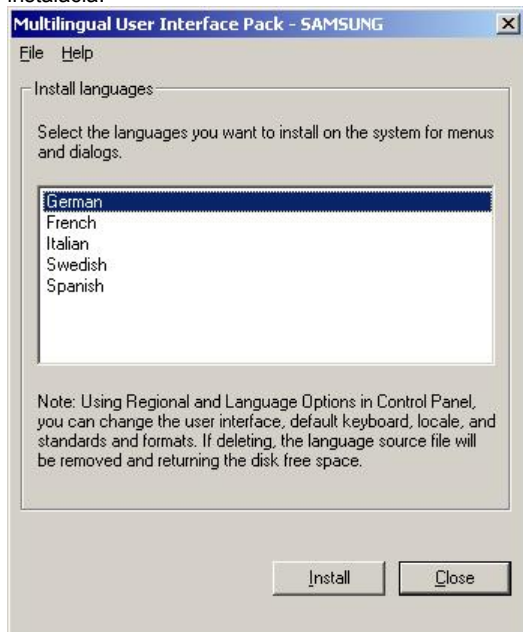 Multilingual User Interface Pack - SAMSUNG
File Help
Install languages
Select the languages you want to install on the system for menus
and dialogs.
German
French
Italian
Swedish
Spanish
Note: Using Regional and Language Options in Control Panel,
you can change the user interface, default keyboard, locale, and
standards and formats. If deleting, the language source file will
be removed and returning the disk free space.
Install Close